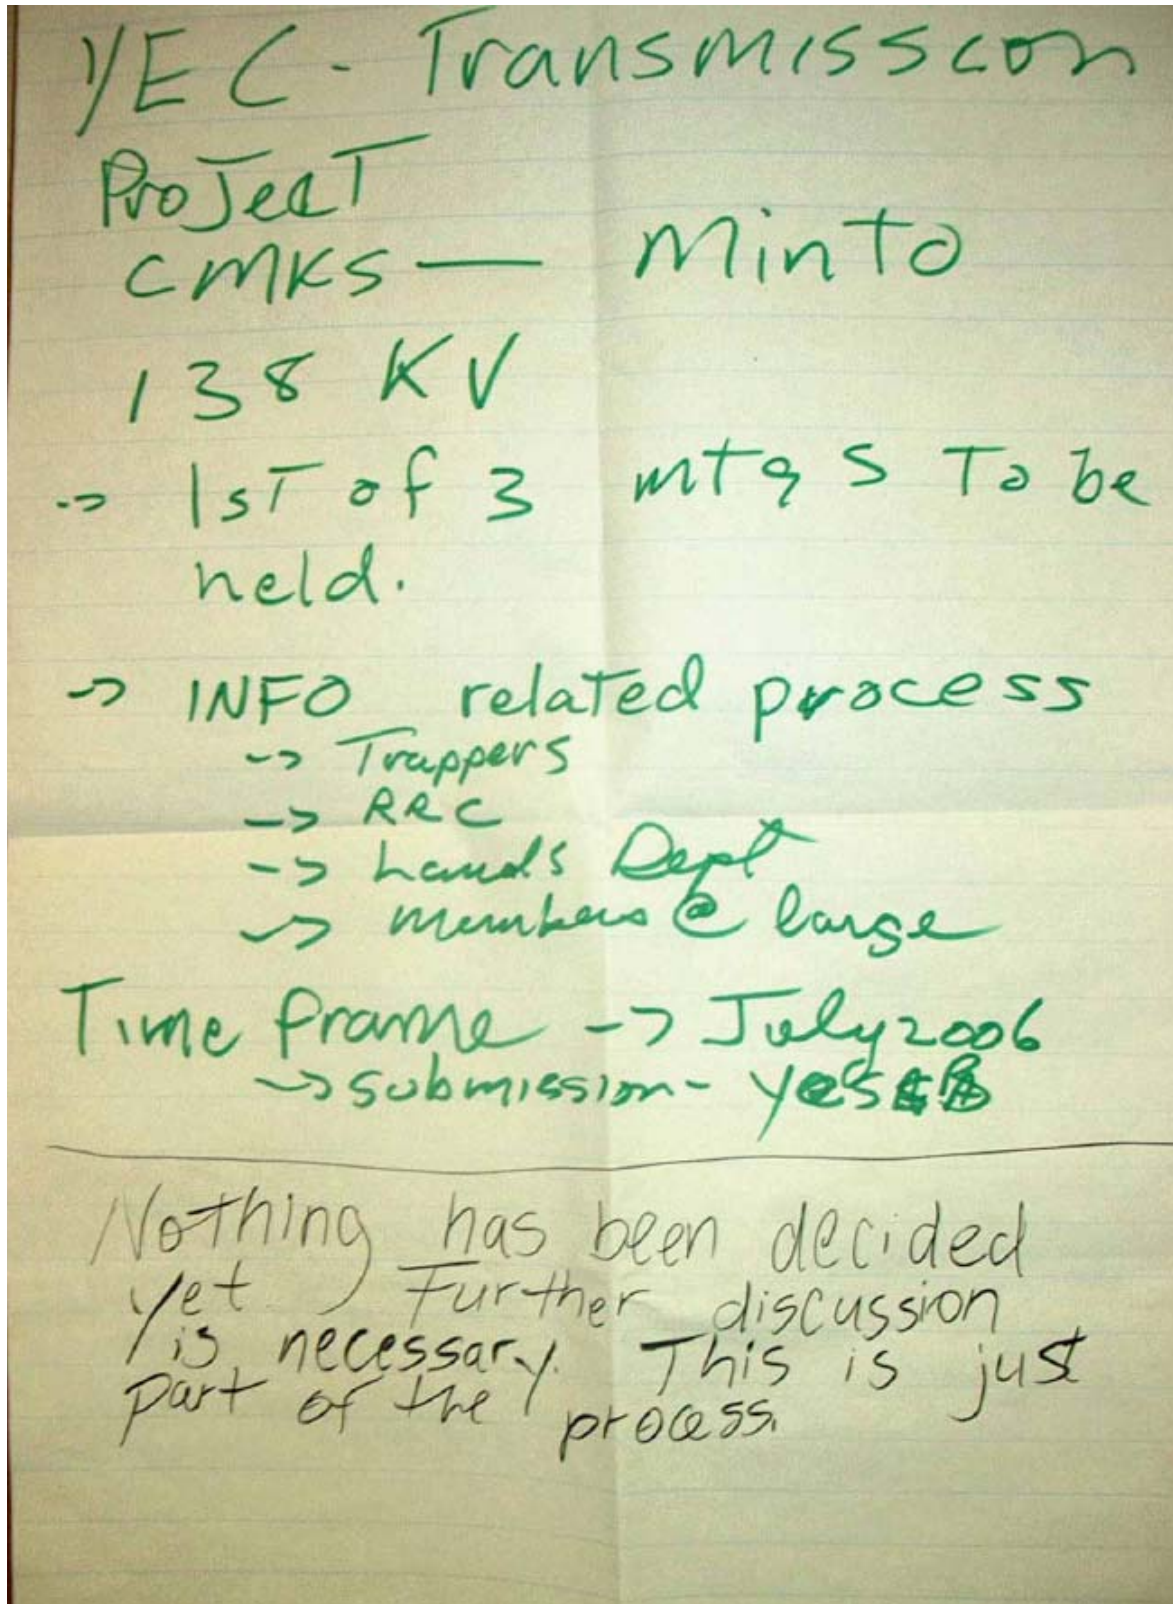 YEC - Transmission
Project
CMKS — Minto
138 KV
-> 1st of 3 mtgs To be
held.
-> INFO related process
-> Trappers
-> RRC
-> Lands Dept
-> members @ large
Time frame -> July 2006
-> submission - yes
Nothing has been decided
yet. Further discussion
is necessary. This is just
part of the process.